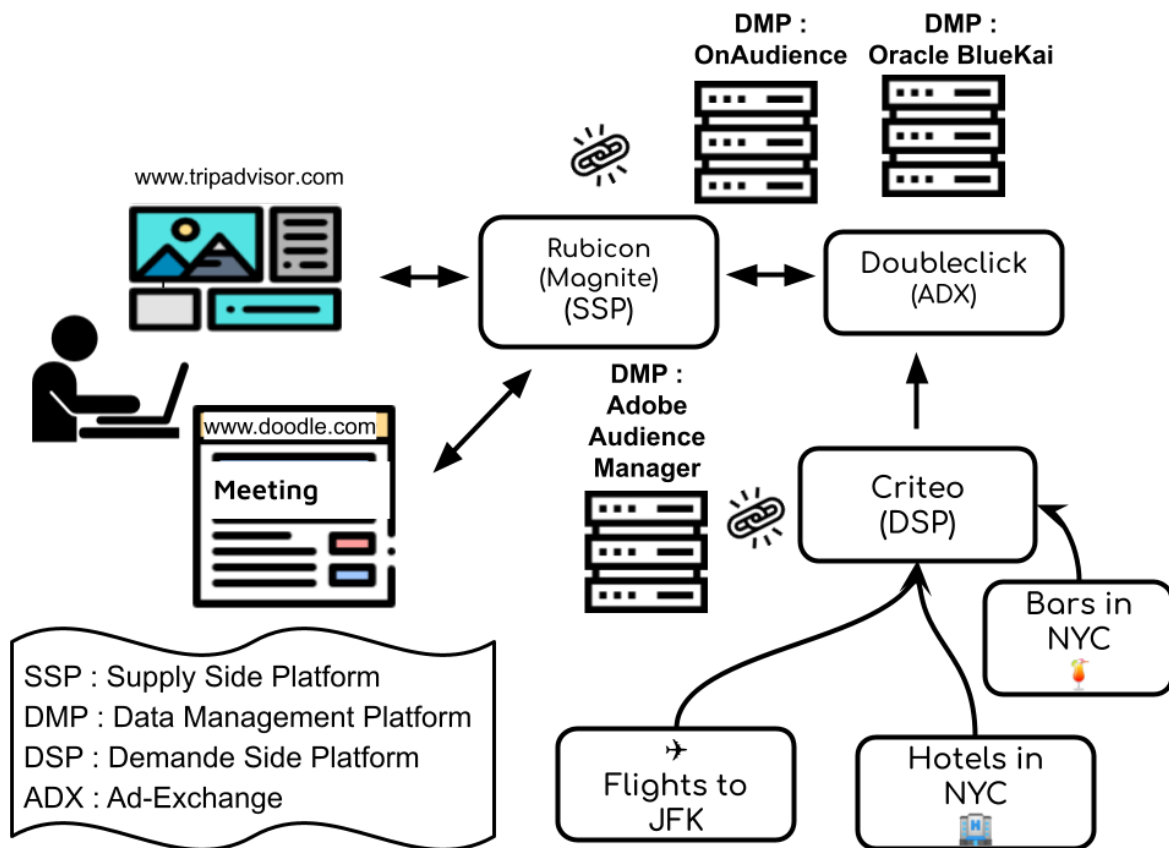 DMP :
OnAudience
DMP :
Oracle BlueKai
www.tripadvisor.com
Rubicon
(Magnite)
(SSP)
Doubleclick
(ADX)
www.doodle.com
Meeting
DMP :
Adobe
Audience
Manager
Criteo
(DSP)
Bars in
NYC
Flights to
JFK
Hotels in
NYC
H
SSP : Supply Side Platform
DMP : Data Management Platform
DSP : Demande Side Platform
ADX : Ad-Exchange